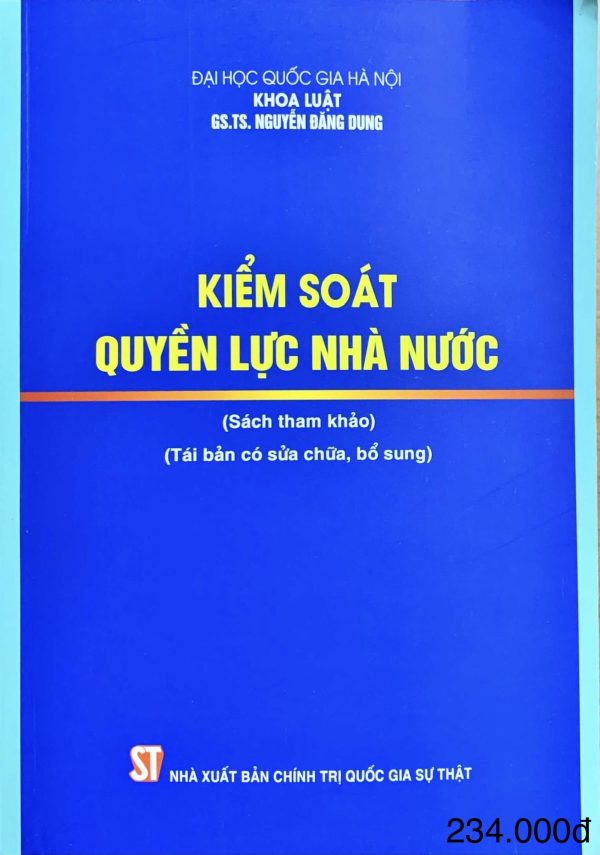 ĐẠI HỌC QUỐC GIA HÀ NỘI
KHOA LUẬT
GS.TS. NGUYỄN ĐĂNG DUNG
KIỂM SOÁT
QUYỀN LỰC NHÀ NƯỚC
(Sách tham khảo)
(Tái bản có sửa chữa, bổ sung)
ST NHÀ XUẤT BẢN CHÍNH TRỊ QUỐC GIA SỰ THẬT
234.000đ